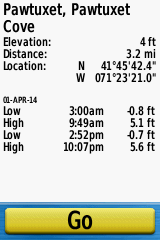 Pawtuxet, Pawtuxet
Cove
Elevation: 4 ft
Distance: 3.2 mi
Location: N 41°45'42.4"
W 071°23'21.0"
01-APR-14
Low 3:00am -0.8 ft
High 9:49am 5.1 ft
Low 2:52pm -0.7 ft
High 10:07pm 5.6 ft
Go